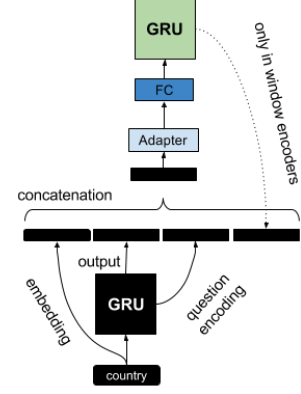 GRU
only in window encoders
FC
Adapter
concatenation
output
embedding
GRU
question
encoding
country